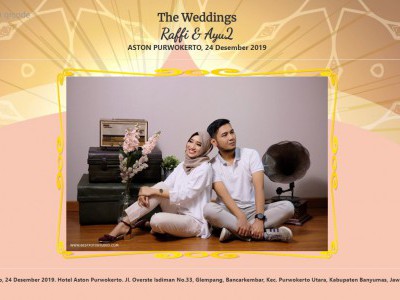 The Weddings
Raffi & Ayu2
ASTON PURWOKERTO, 24 Desember 2019
24 Desember 2019. Hotel Aston Purwokerto. Jl. Overste Isdiman No.33, Glempang, Bancarkembar, Kec. Purwokerto Utara, Kabupaten Banyumas, Jaw